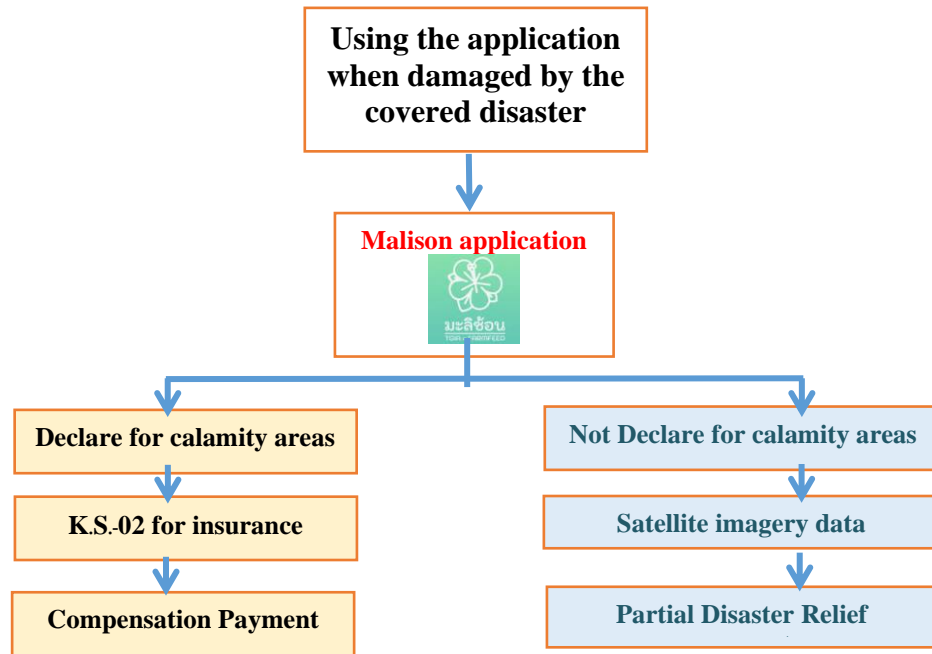 Using the application
when damaged by the
covered disaster
Malison application
มะลิซ้อน
Declare for calamity areas
Not Declare for calamity areas
K.S.-02 for insurance
Satellite imagery data
Compensation Payment
Partial Disaster Relief